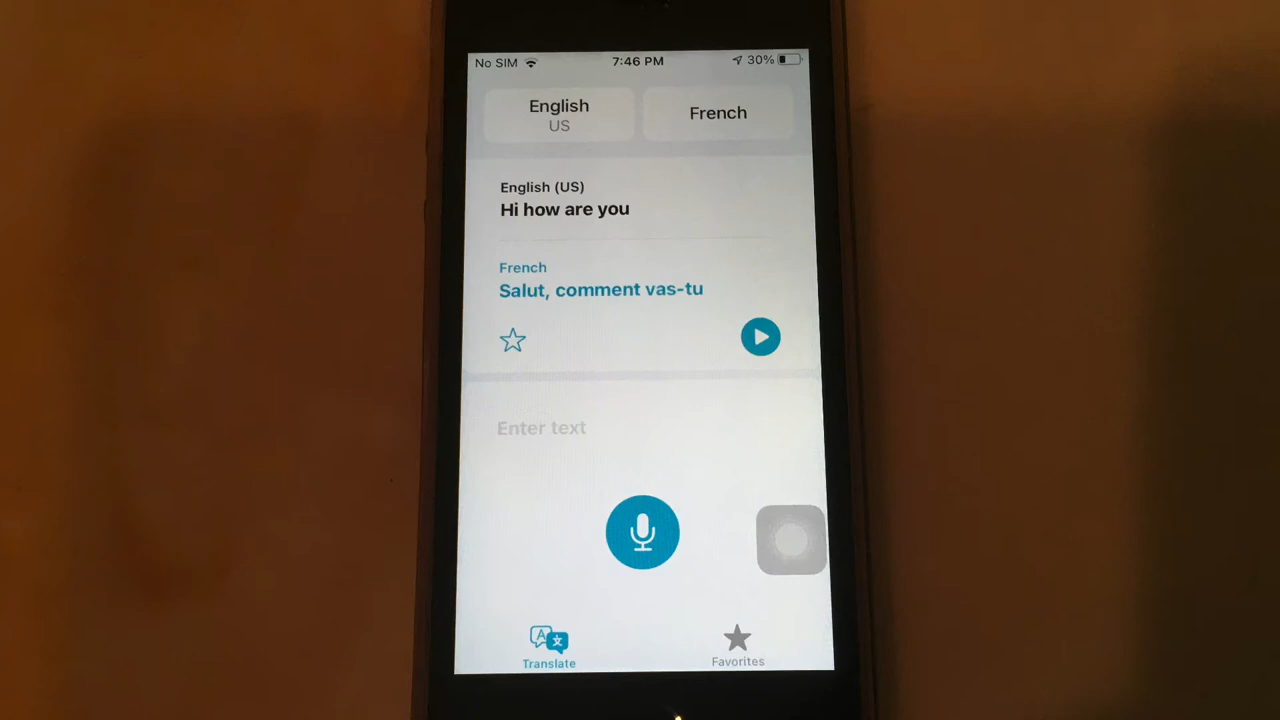 No SIM 7:46 PM 30%
English French
US
English (US)
Hi how are you
French
Salut, comment vas-tu
Enter text
Translate Favorites